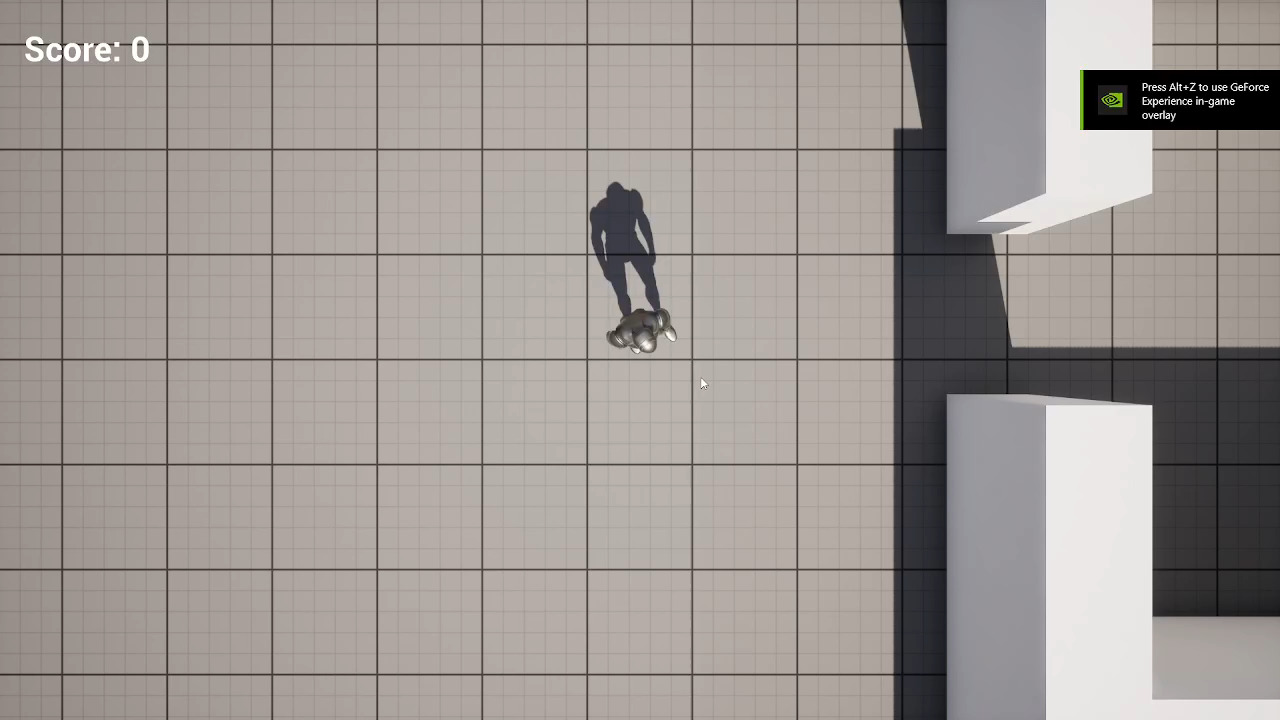 Score: 0
Press Alt+Z to use GeForce
Experience in-game
overlay